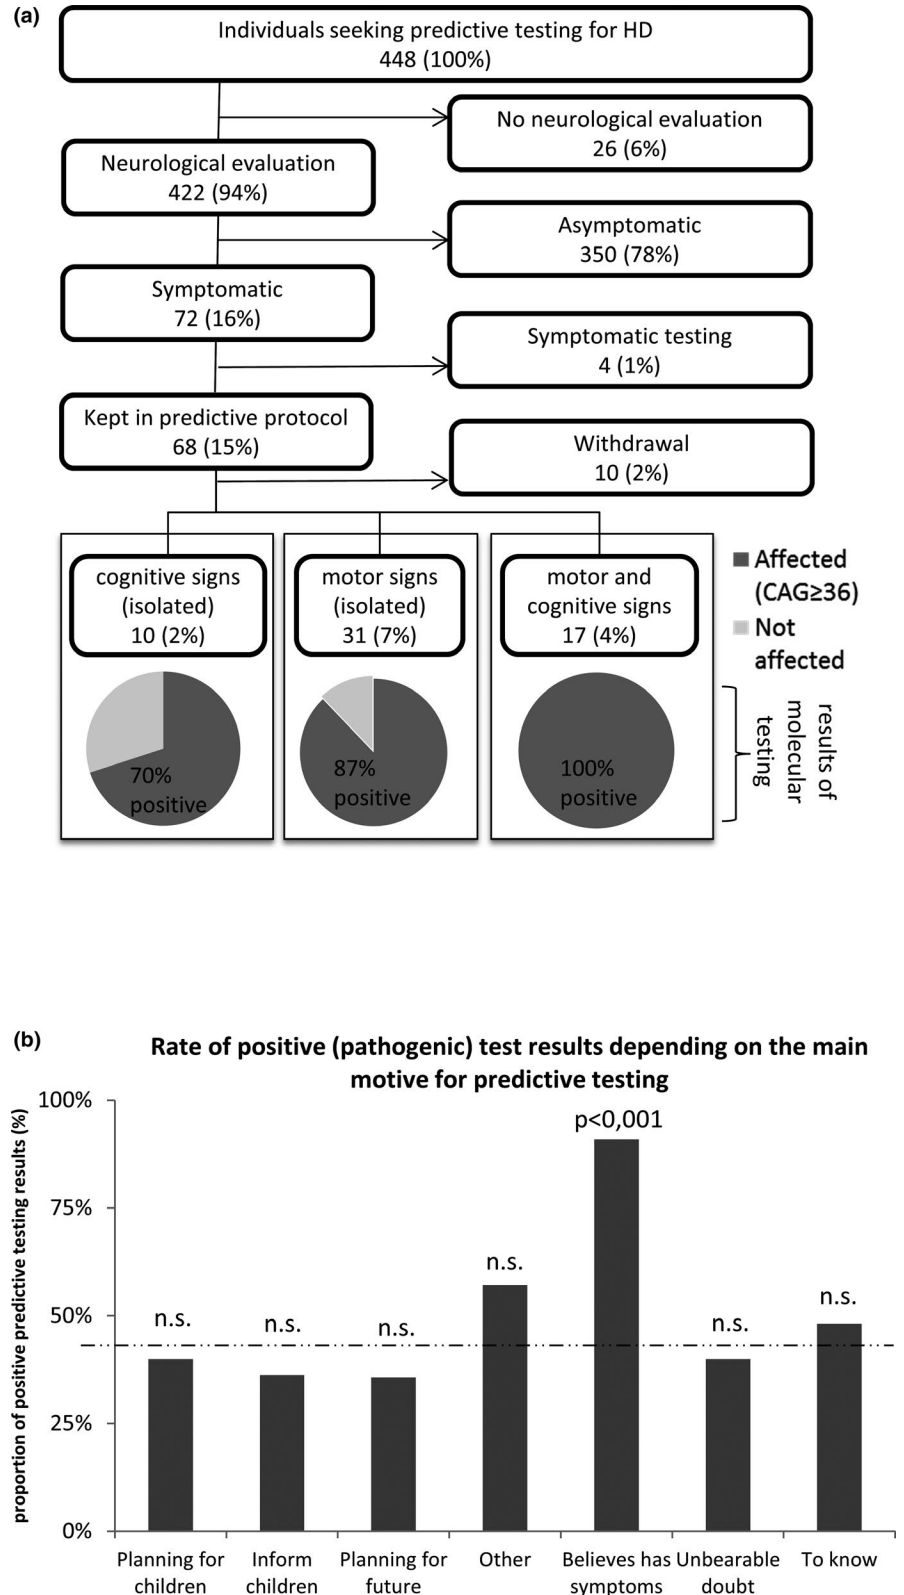 (a)
Individuals seeking predictive testing for HD
448 (100%)
No neurological evaluation
26 (6%)
Neurological evaluation
422 (94%)
Asymptomatic
350 (78%)
Symptomatic
72 (16%)
Symptomatic testing
4 (1%)
Kept in predictive protocol
68 (15%)
Withdrawal
10 (2%)
cognitive signs
(isolated)
10 (2%)
motor signs
(isolated)
31 (7%)
motor and
cognitive signs
17 (4%)
Affected
(CAG≥36)
Not
affected
70%
positive
87%
positive
100%
positive
results of
molecular
testing
(b)
Rate of positive (pathogenic) test results depending on the main
motive for predictive testing
proportion of positive predictive testing results (%)
100%
75%
50%
25%
0%
n.s.
n.s.
n.s.
n.s.
p<0,001
n.s.
n.s.
Planning for
children
Inform
children
Planning for
future
Other
Believes has
symptoms
Unbearable
doubt
To know